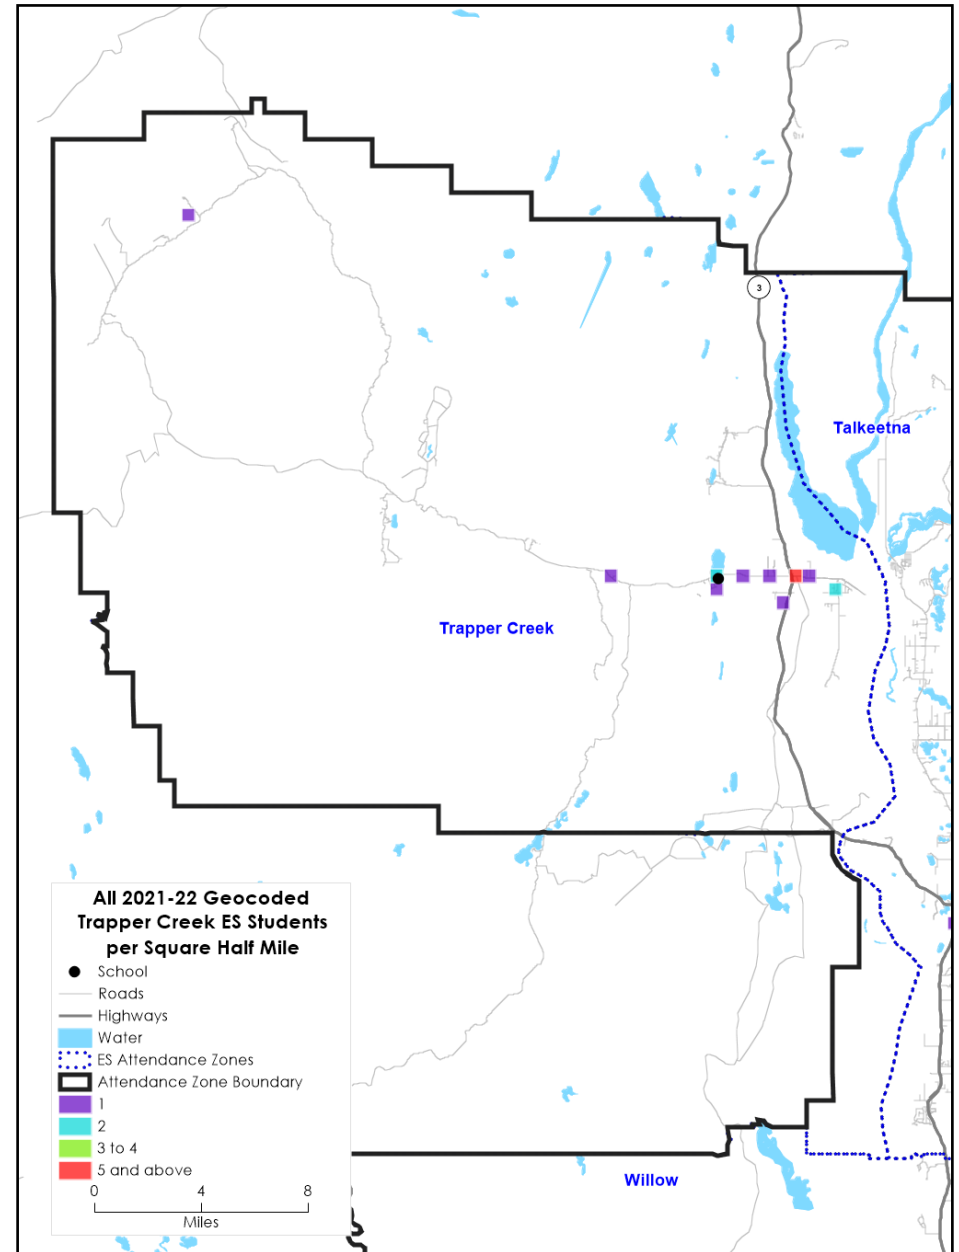 3
Talkeetna
Trapper Creek
All 2021-22 Geocoded
Trapper Creek ES Students
per Square Half Mile
School
Roads
Highways
Water
ES Attendance Zones
Attendance Zone Boundary
1
2
3 to 4
5 and above
0 4 8
Miles
Willow